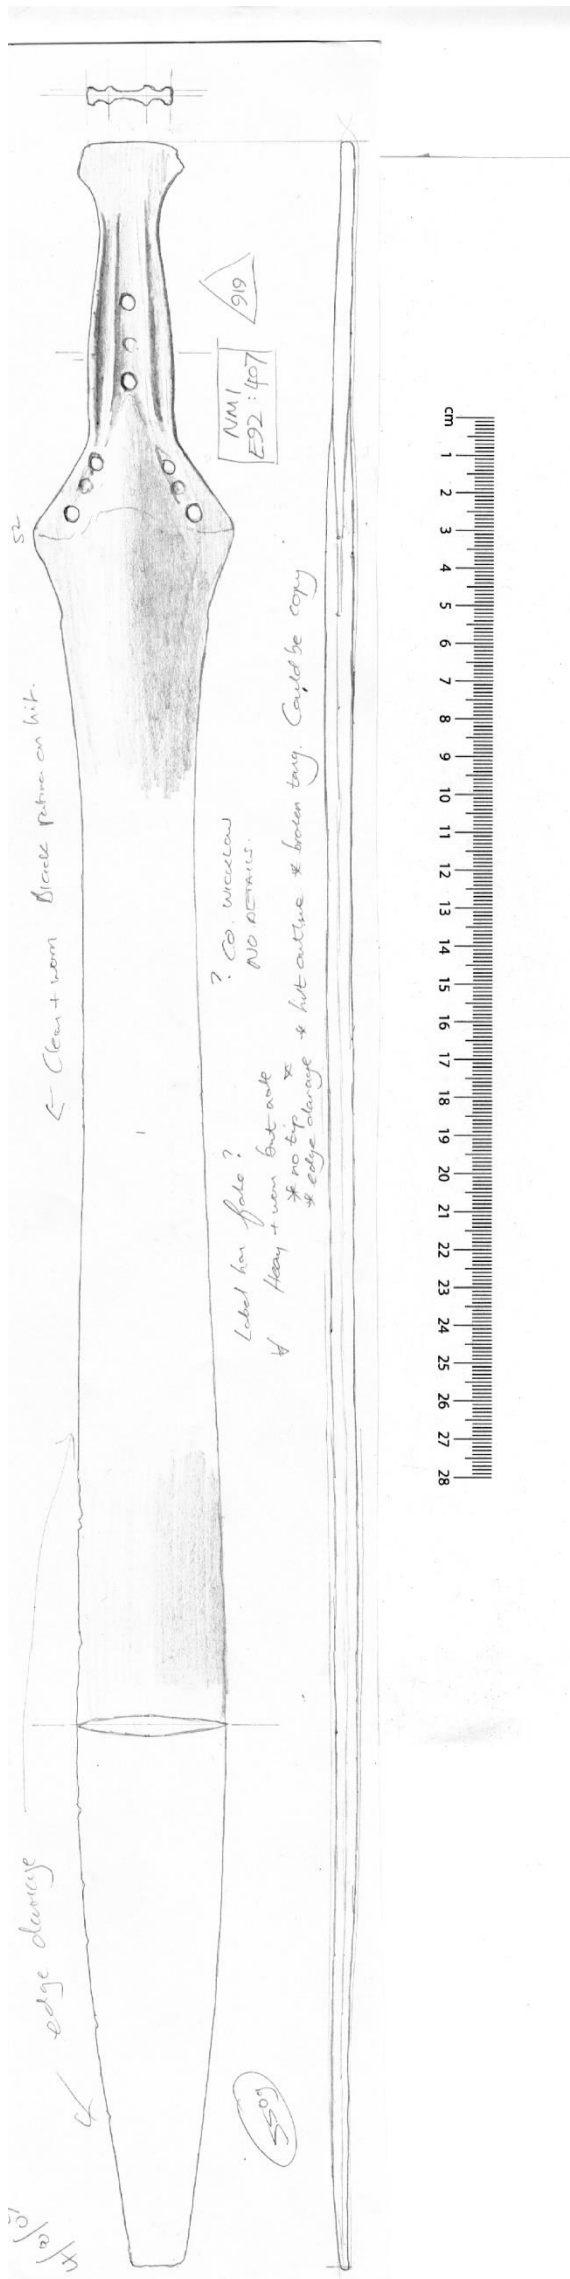 919
NMI
E92:407
52
← Clean + worn Black patina on hilt.
? CO. WICKLOW
NO DETAILS.
Label has fake?
Heavy + worn but note
* no tip *
* edge damage * hilt outline * broken tang. Could be copy
edge damage
550g
cm
1
2
3
4
5
6
7
8
9
10
11
12
13
14
15
16
17
18
19
20
21
22
23
24
25
26
27
28